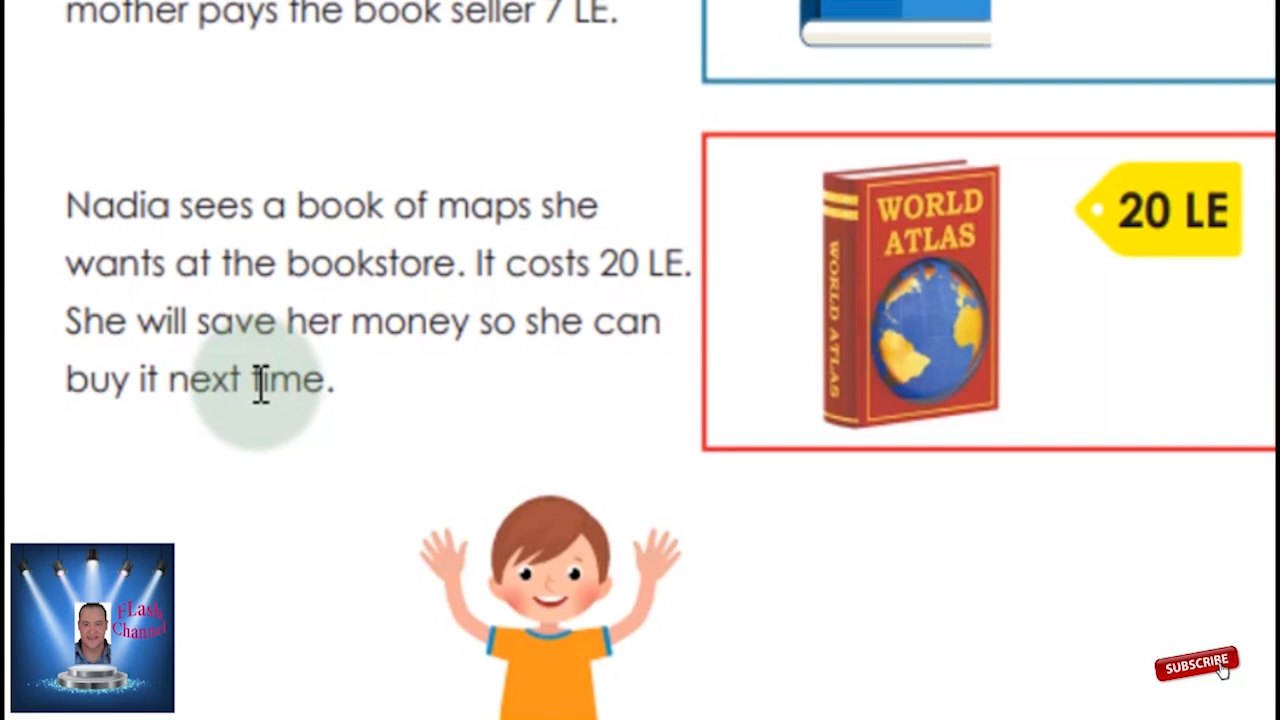 mother pays the book seller 7 LE.
Nadia sees a book of maps she
wants at the bookstore. It costs 20 LE.
She will save her money so she can
buy it next time.
WORLD
ATLAS
WORLD ATLAS
20 LE
FLash
Channel
SUBSCRIBE